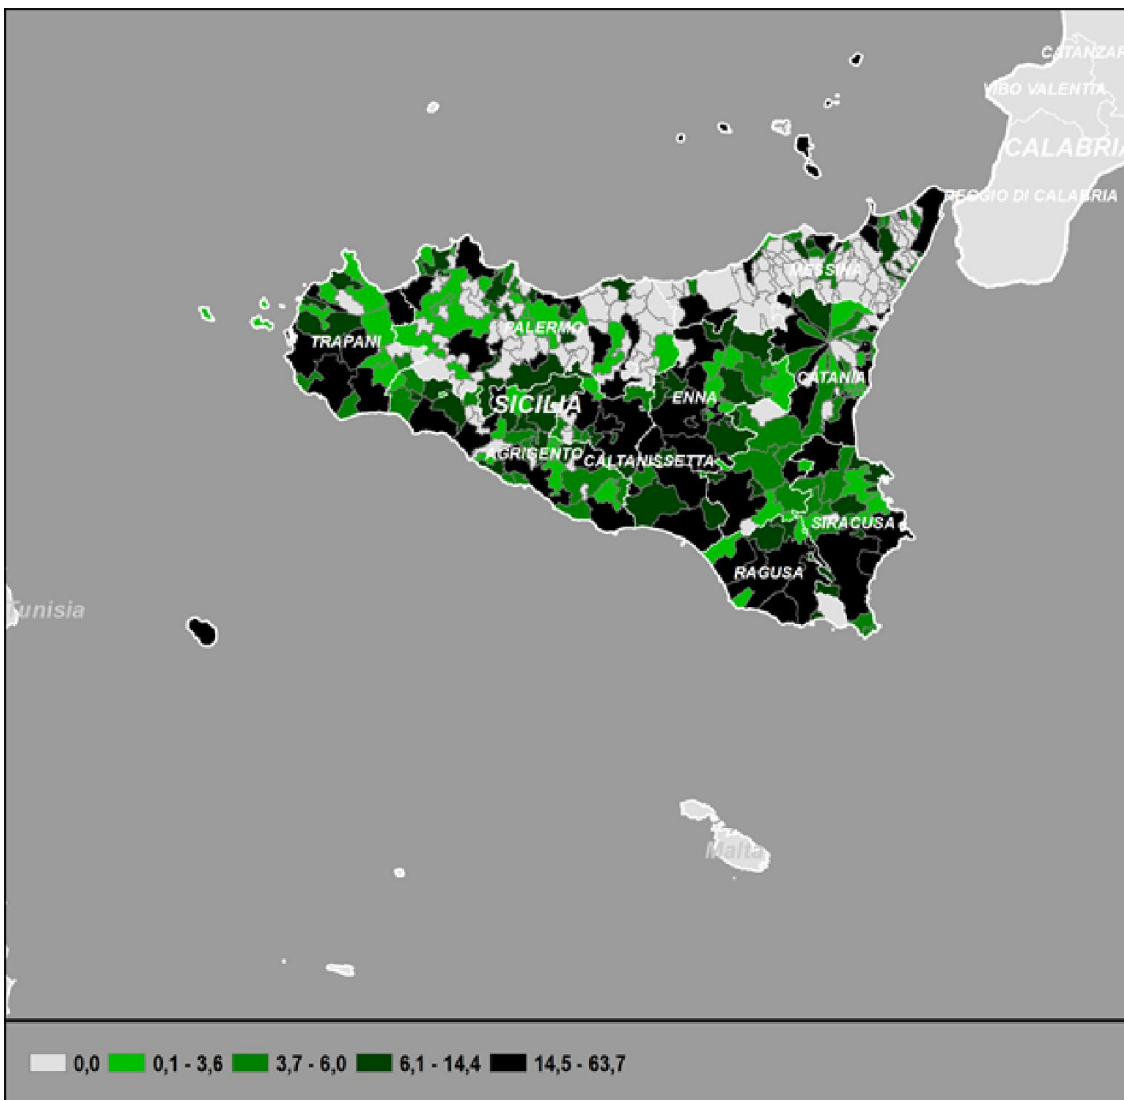 CATANZAR
VIBO VALENTIA
CALABRIA
REGGIO DI CALABRIA
MESSINA
PALERMO
TRAPANI
CATANIA
ENNA
SICILIA
AGRIGENTO
CALTANISSETTA
SIRACUSA
RAGUSA
Tunisia
Malta
0,0 0,1 - 3,6 3,7 - 6,0 6,1 - 14,4 14,5 - 63,7